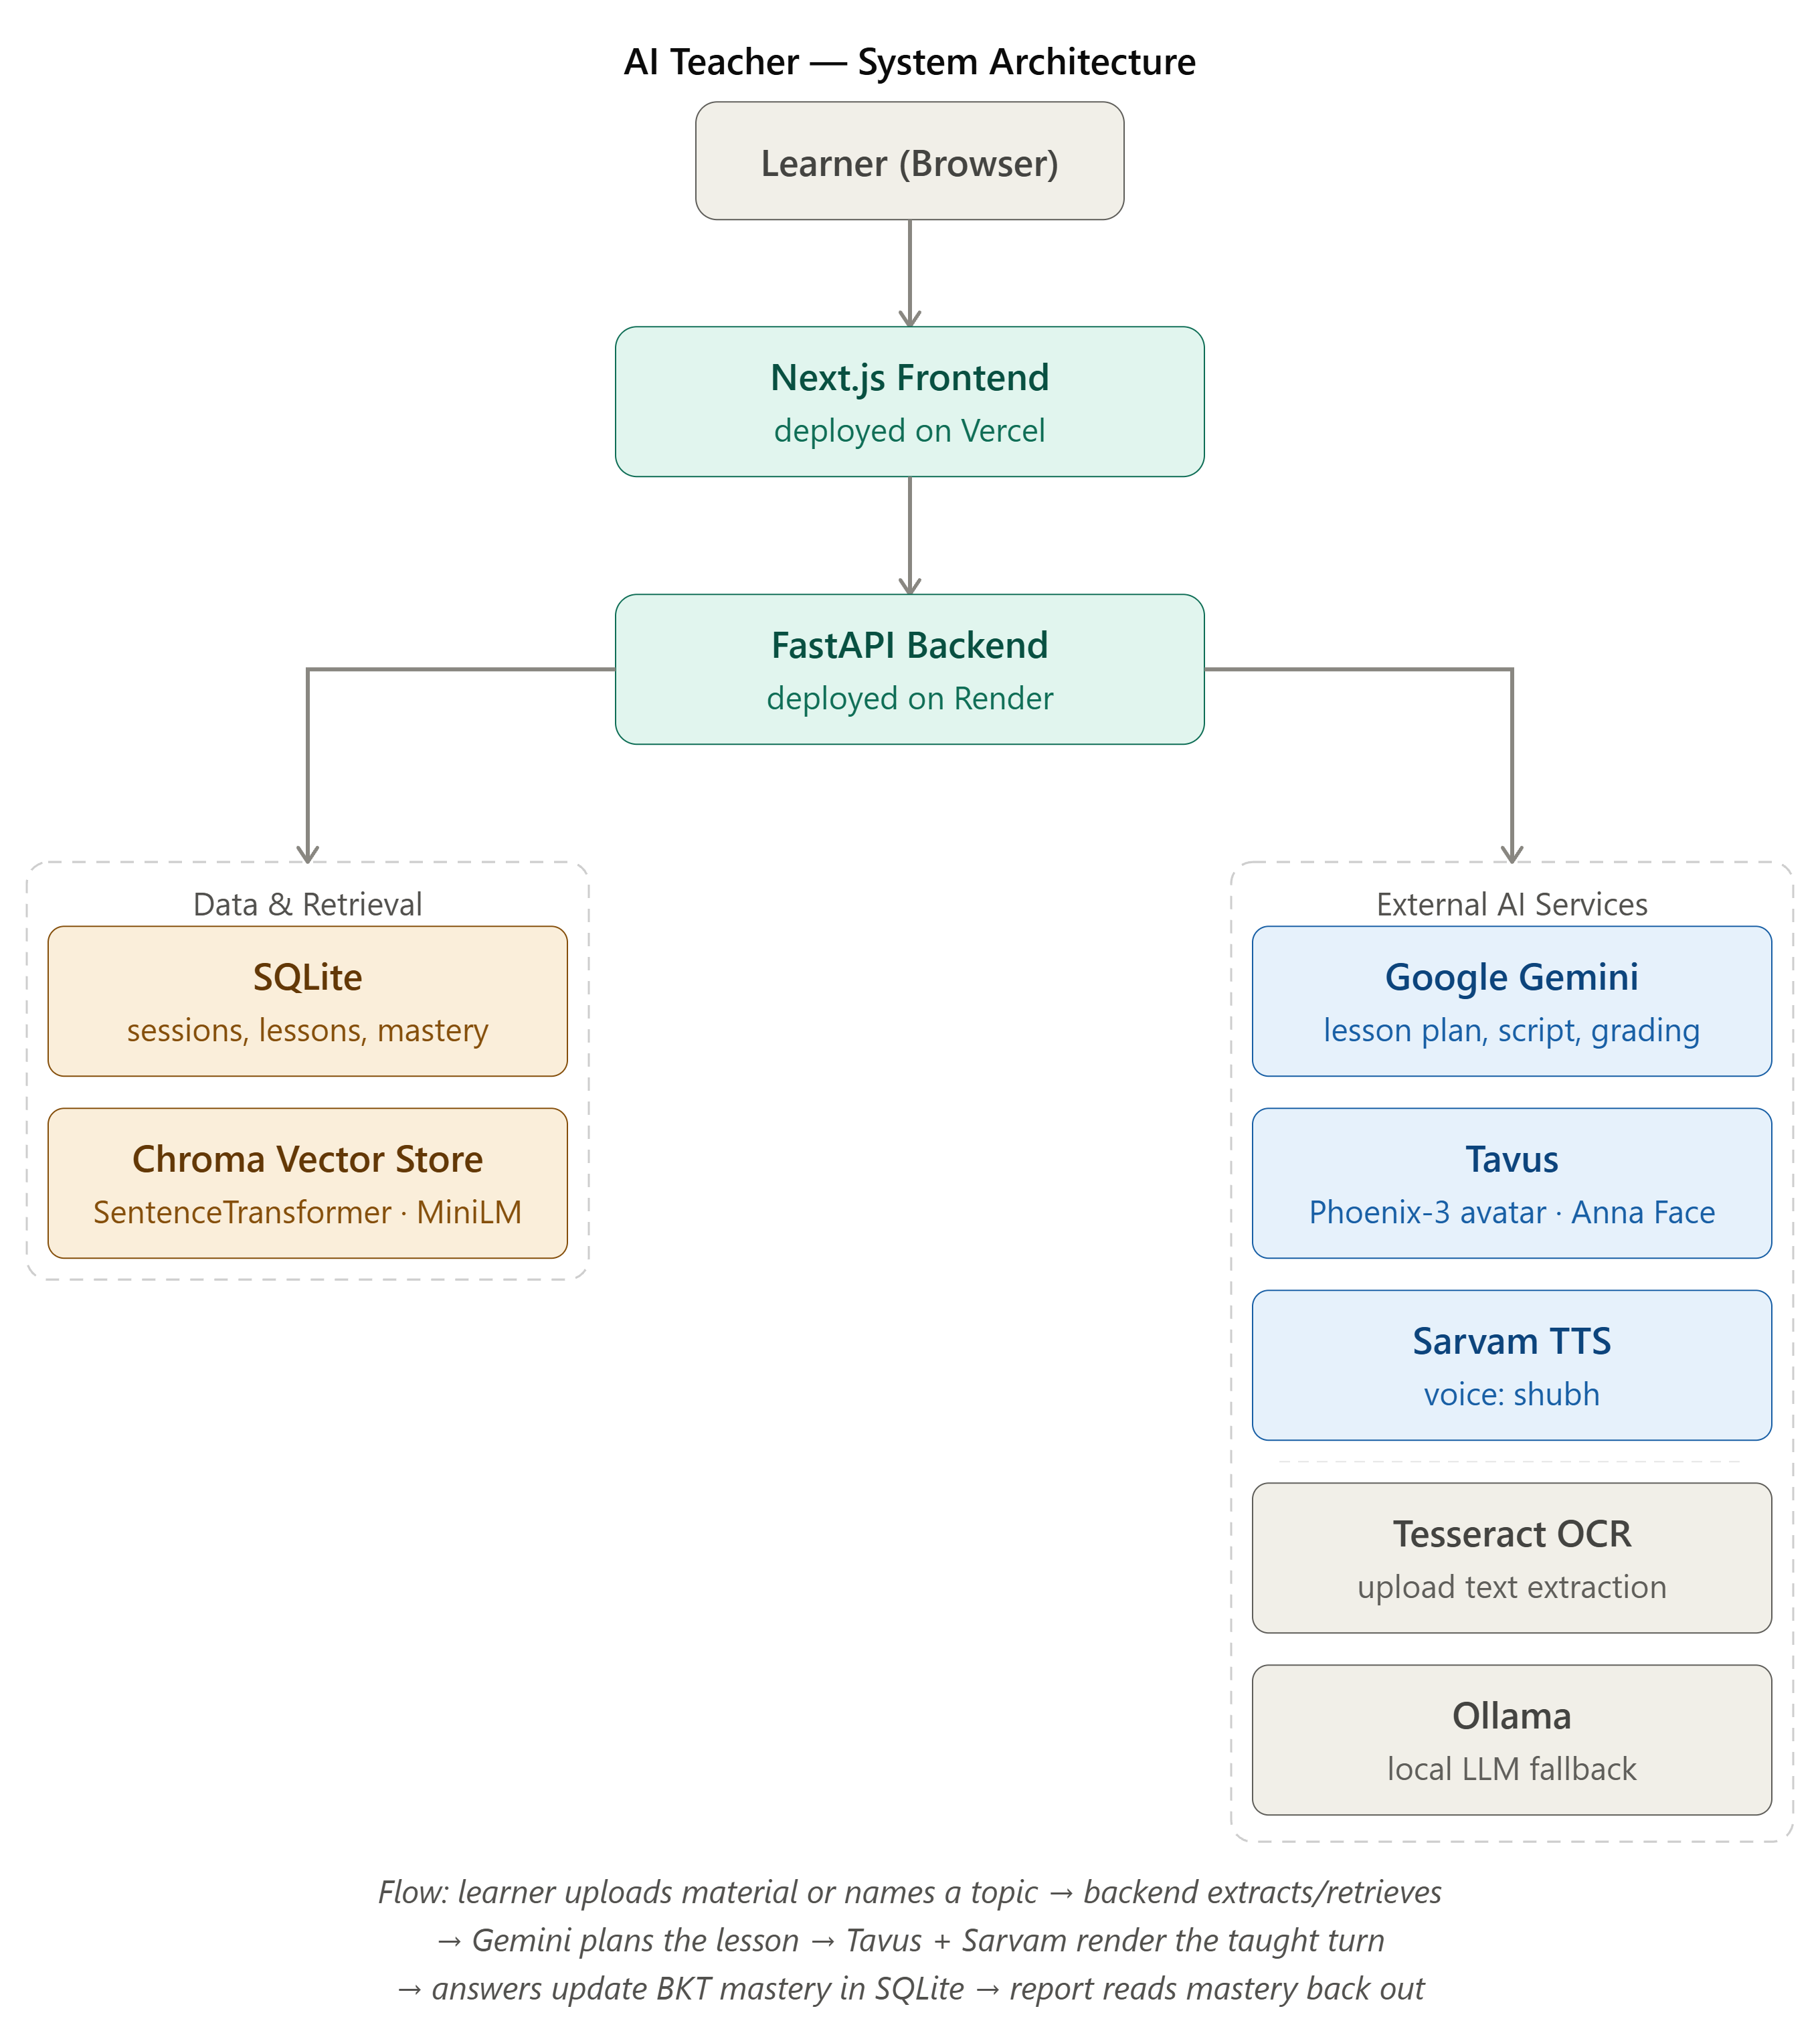 AI Teacher — System Architecture
Learner (Browser)
Next.js Frontend
deployed on Vercel
FastAPI Backend
deployed on Render
Data & Retrieval
SQLite
sessions, lessons, mastery
Chroma Vector Store
SentenceTransformer · MiniLM
External AI Services
Google Gemini
lesson plan, script, grading
Tavus
Phoenix-3 avatar · Anna Face
Sarvam TTS
voice: shubh
Tesseract OCR
upload text extraction
Ollama
local LLM fallback
Flow: learner uploads material or names a topic → backend extracts/retrieves
→ Gemini plans the lesson → Tavus + Sarvam render the taught turn
→ answers update BKT mastery in SQLite → report reads mastery back out